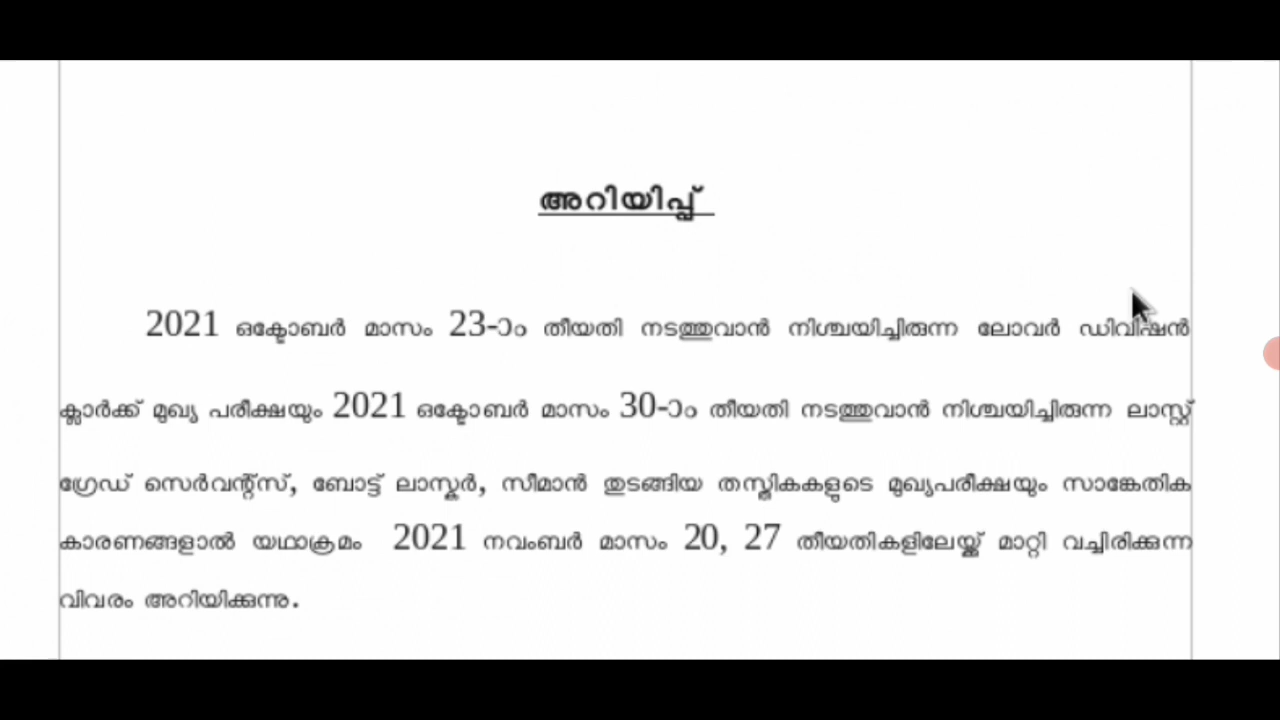 അറിയിപ്പ്
2021 ഒക്ടോബർ മാസം 23-ാം തീയതി നടത്തുവാൻ നിശ്ചയിച്ചിരുന്ന ലോവർ ഡിവിഷൻ
ക്ലാർക്ക് മുഖ്യ പരീക്ഷയും 2021 ഒക്ടോബർ മാസം 30-ാം തീയതി നടത്തുവാൻ നിശ്ചയിച്ചിരുന്ന ലാസ്റ്റ്
ഗ്രേഡ് സെർവന്റ്സ്, ബോട്ട് ലാസ്കർ, സീമാൻ തുടങ്ങിയ തസ്തികകളുടെ മുഖ്യപരീക്ഷയും സാങ്കേതിക
കാരണങ്ങളാൽ യഥാക്രമം 2021 നവംബർ മാസം 20, 27 തീയതികളിലേയ്ക്ക് മാറ്റി വച്ചിരിക്കുന്ന
വിവരം അറിയിക്കുന്നു.